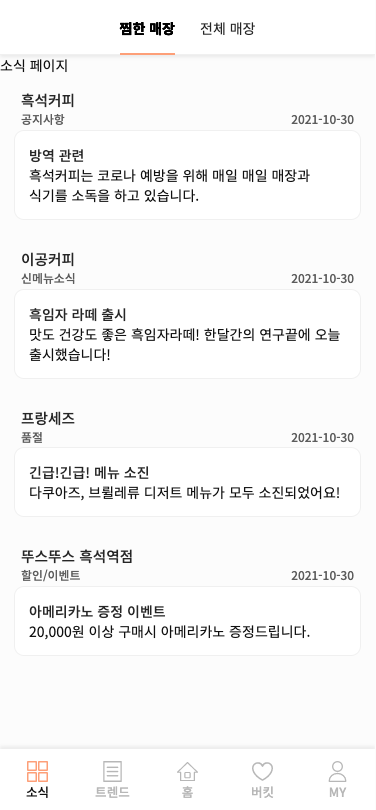 찜한 매장 전체 매장
소식 페이지
흑석커피
공지사항 2021-10-30
방역 관련
흑석커피는 코로나 예방을 위해 매일 매일 매장과
식기를 소독을 하고 있습니다.
이공커피
신메뉴소식 2021-10-30
흑임자 라떼 출시
맛도 건강도 좋은 흑임자라떼! 한달간의 연구끝에 오늘
출시했습니다!
프랑세즈
품절 2021-10-30
긴급!긴급! 메뉴 소진
다쿠아즈, 브륄레류 디저트 메뉴가 모두 소진되었어요!
뚜스뚜스 흑석역점
할인/이벤트 2021-10-30
아메리카노 증정 이벤트
20,000원 이상 구매시 아메리카노 증정드립니다.
소식 트렌드 홈 버킷 MY